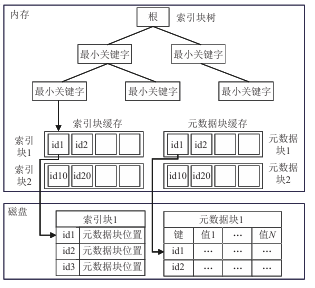 内存
根
索引块树
最小关键字
最小关键字
最小关键字
最小关键字
最小关键字
索引块缓存
元数据块缓存
索引块1
id1 id2
id1 id2
元数据块1
索引块2
id10 id20
id10 id20
元数据块2
磁盘
索引块1
id1 元数据块位置
id2 元数据块位置
id3 元数据块位置
元数据块1
键 值1 … 值N
id1 … … …
id2 … … …